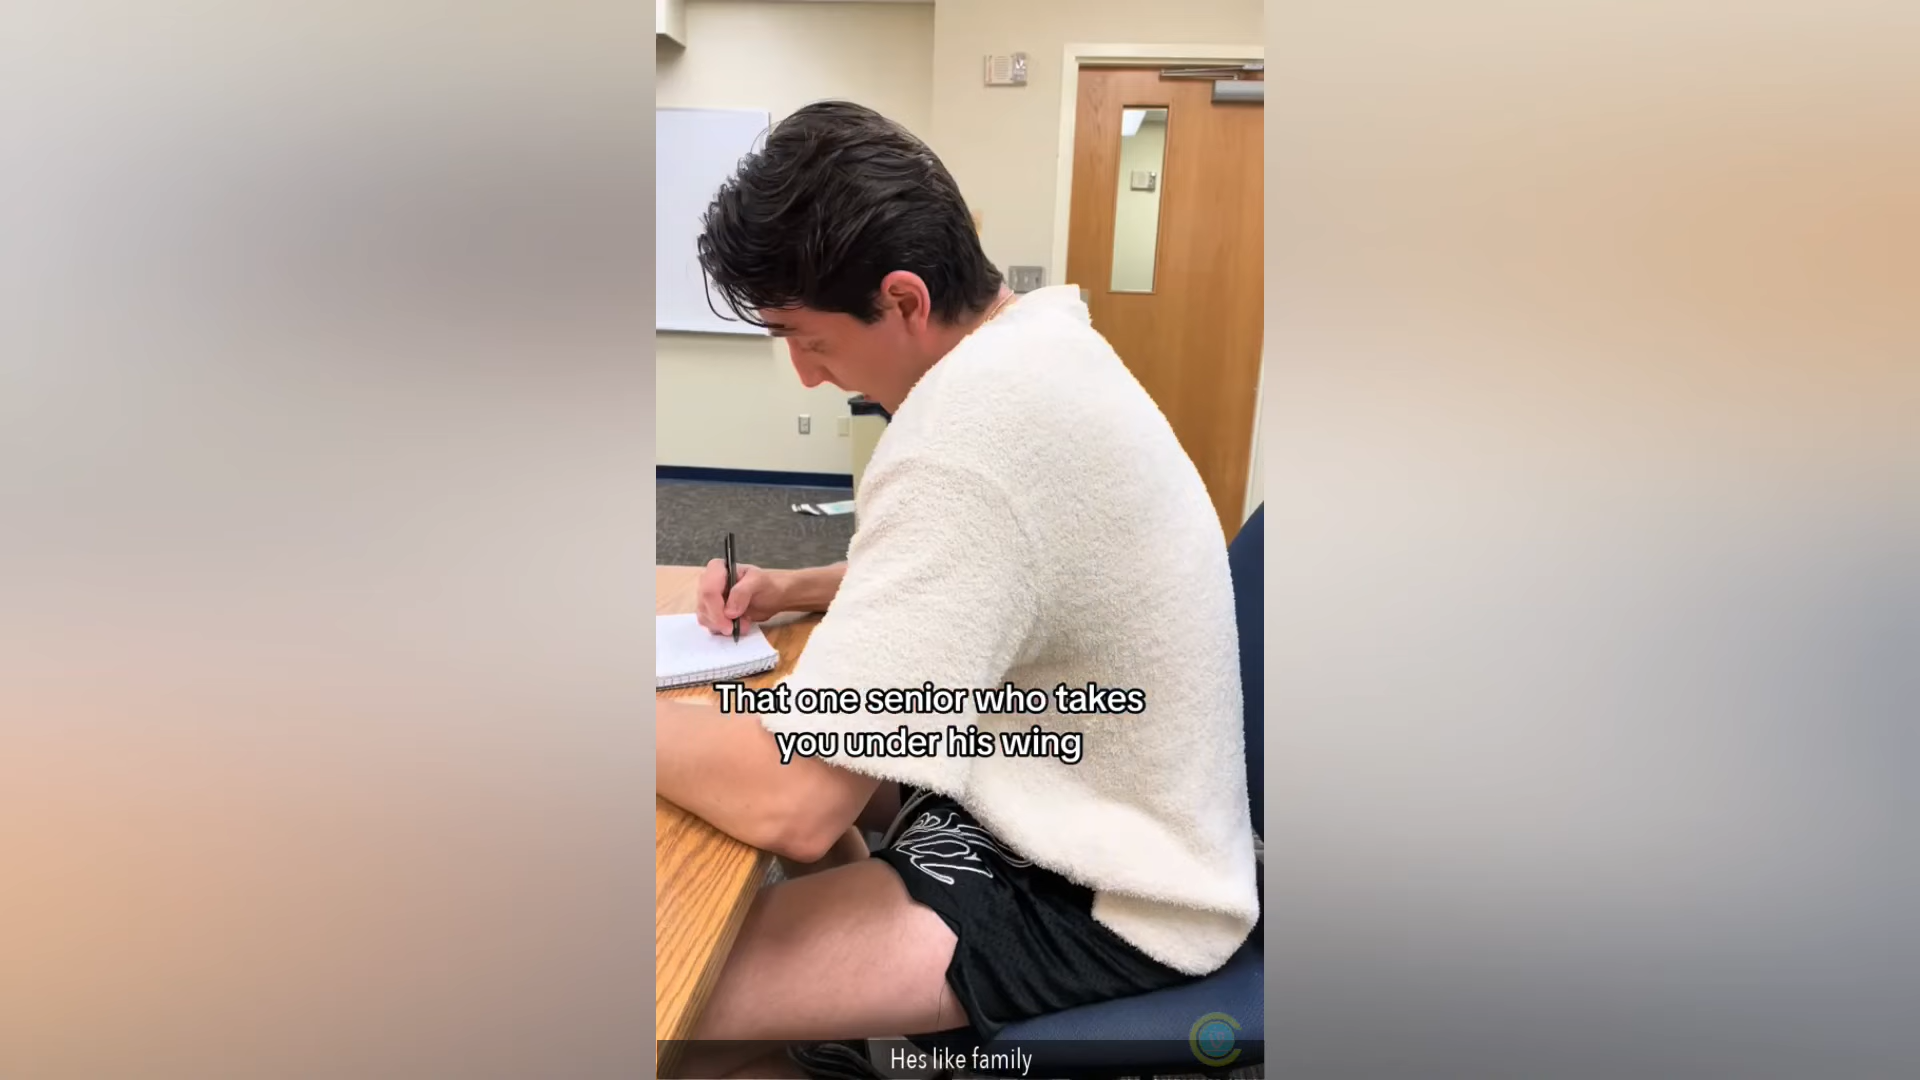 That one senior who takes
you under his wing
Hes like family